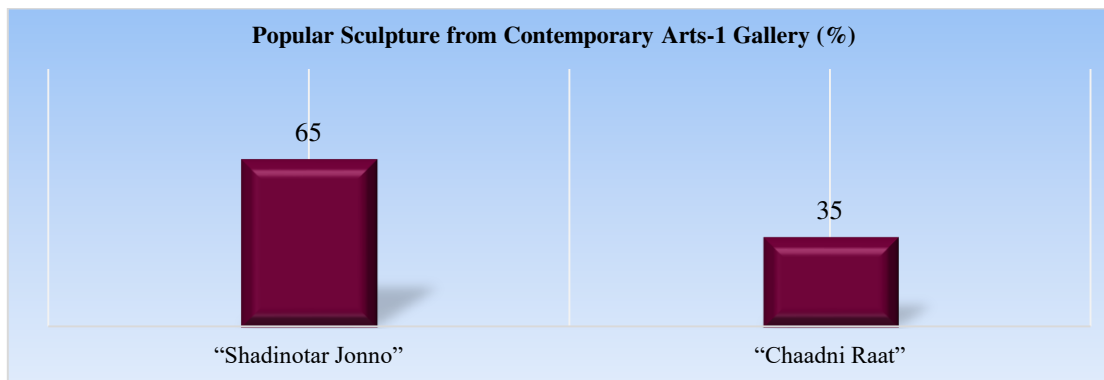 Popular Sculpture from Contemporary Arts-1 Gallery (%)
65
35
“Shadinotar Jonno”
“Chaadni Raat”